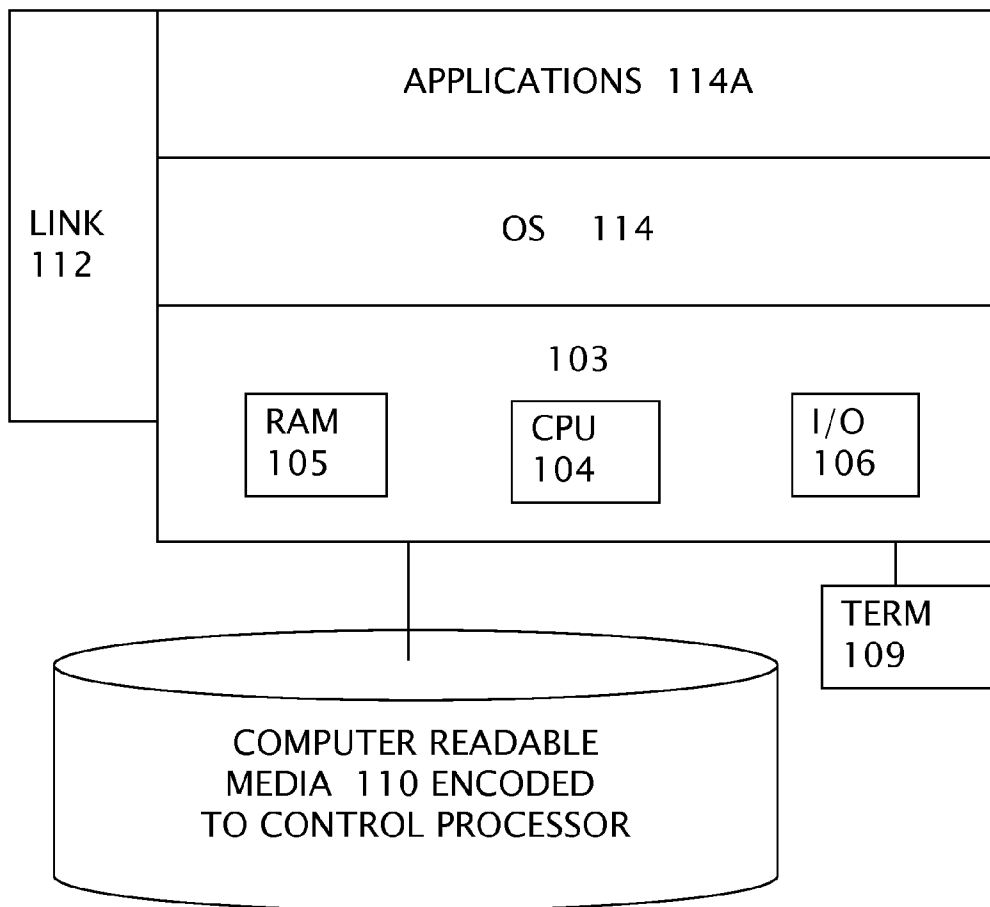 APPLICATIONS 114A
LINK
112
OS 114
103
RAM
105
CPU
104
I/O
106
TERM
109
COMPUTER READABLE
MEDIA 110 ENCODED
TO CONTROL PROCESSOR